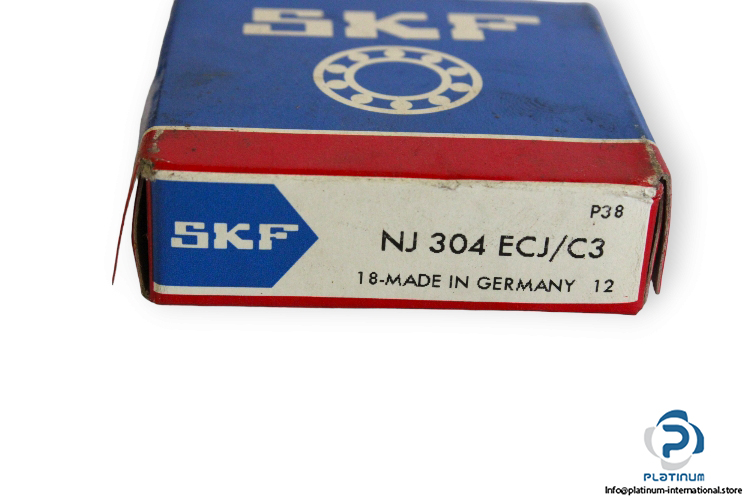 SKF
P38
SKF
NJ 304 ECJ/C3
18-MADE IN GERMANY 12
PLATINUM
Info@platinum-international.store